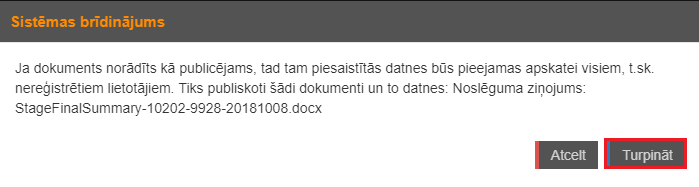 Sistēmas brīdinājums
Ja dokuments norādīts kā publicējams, tad tam piesaistītās datnes būs pieejamas apskatei visiem, t.sk.
nereģistrētiem lietotājiem. Tiks publiskoti šādi dokumenti un to datnes: Noslēguma ziņojums:
StageFinalSummary-10202-9928-20181008.docx
Atcelt
Turpināt